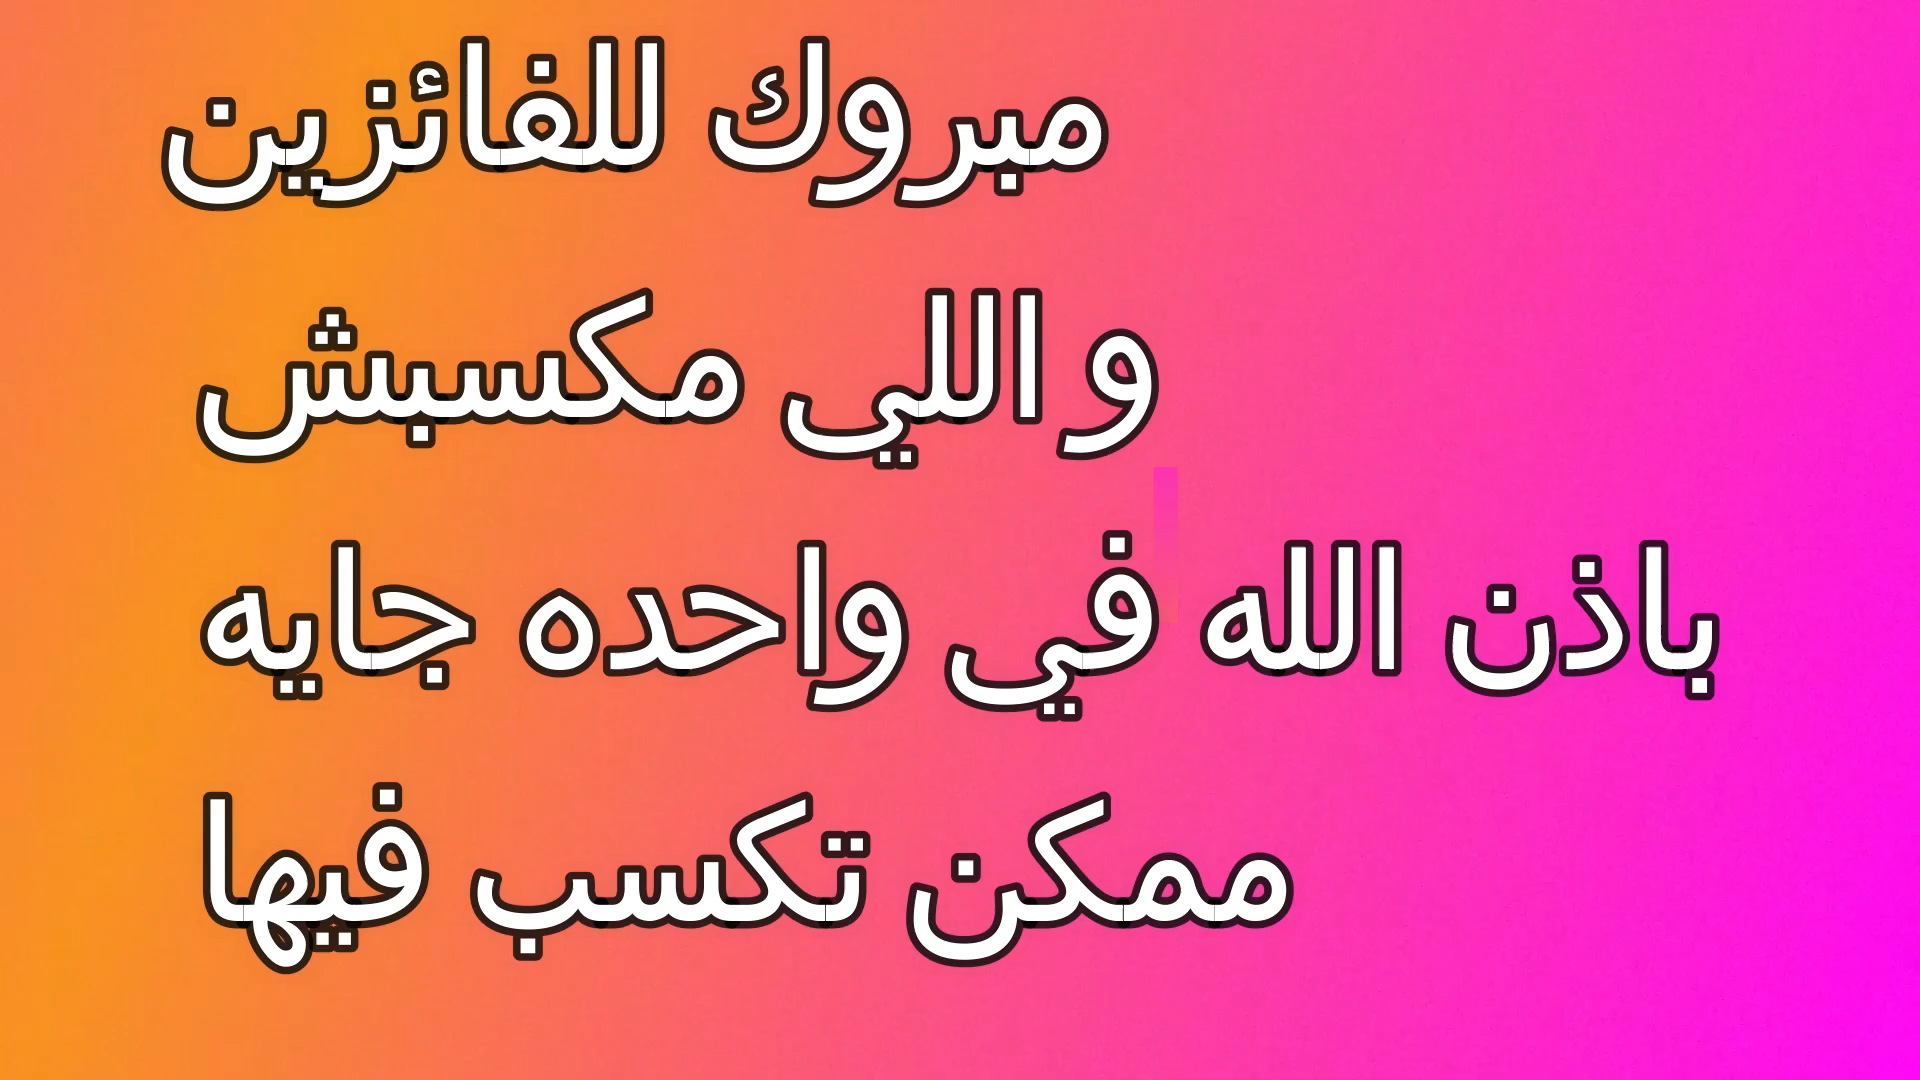 مبروك للفائزين
و اللي مكسبش
باذن الله في واحده جايه
ممكن تكسب فيها